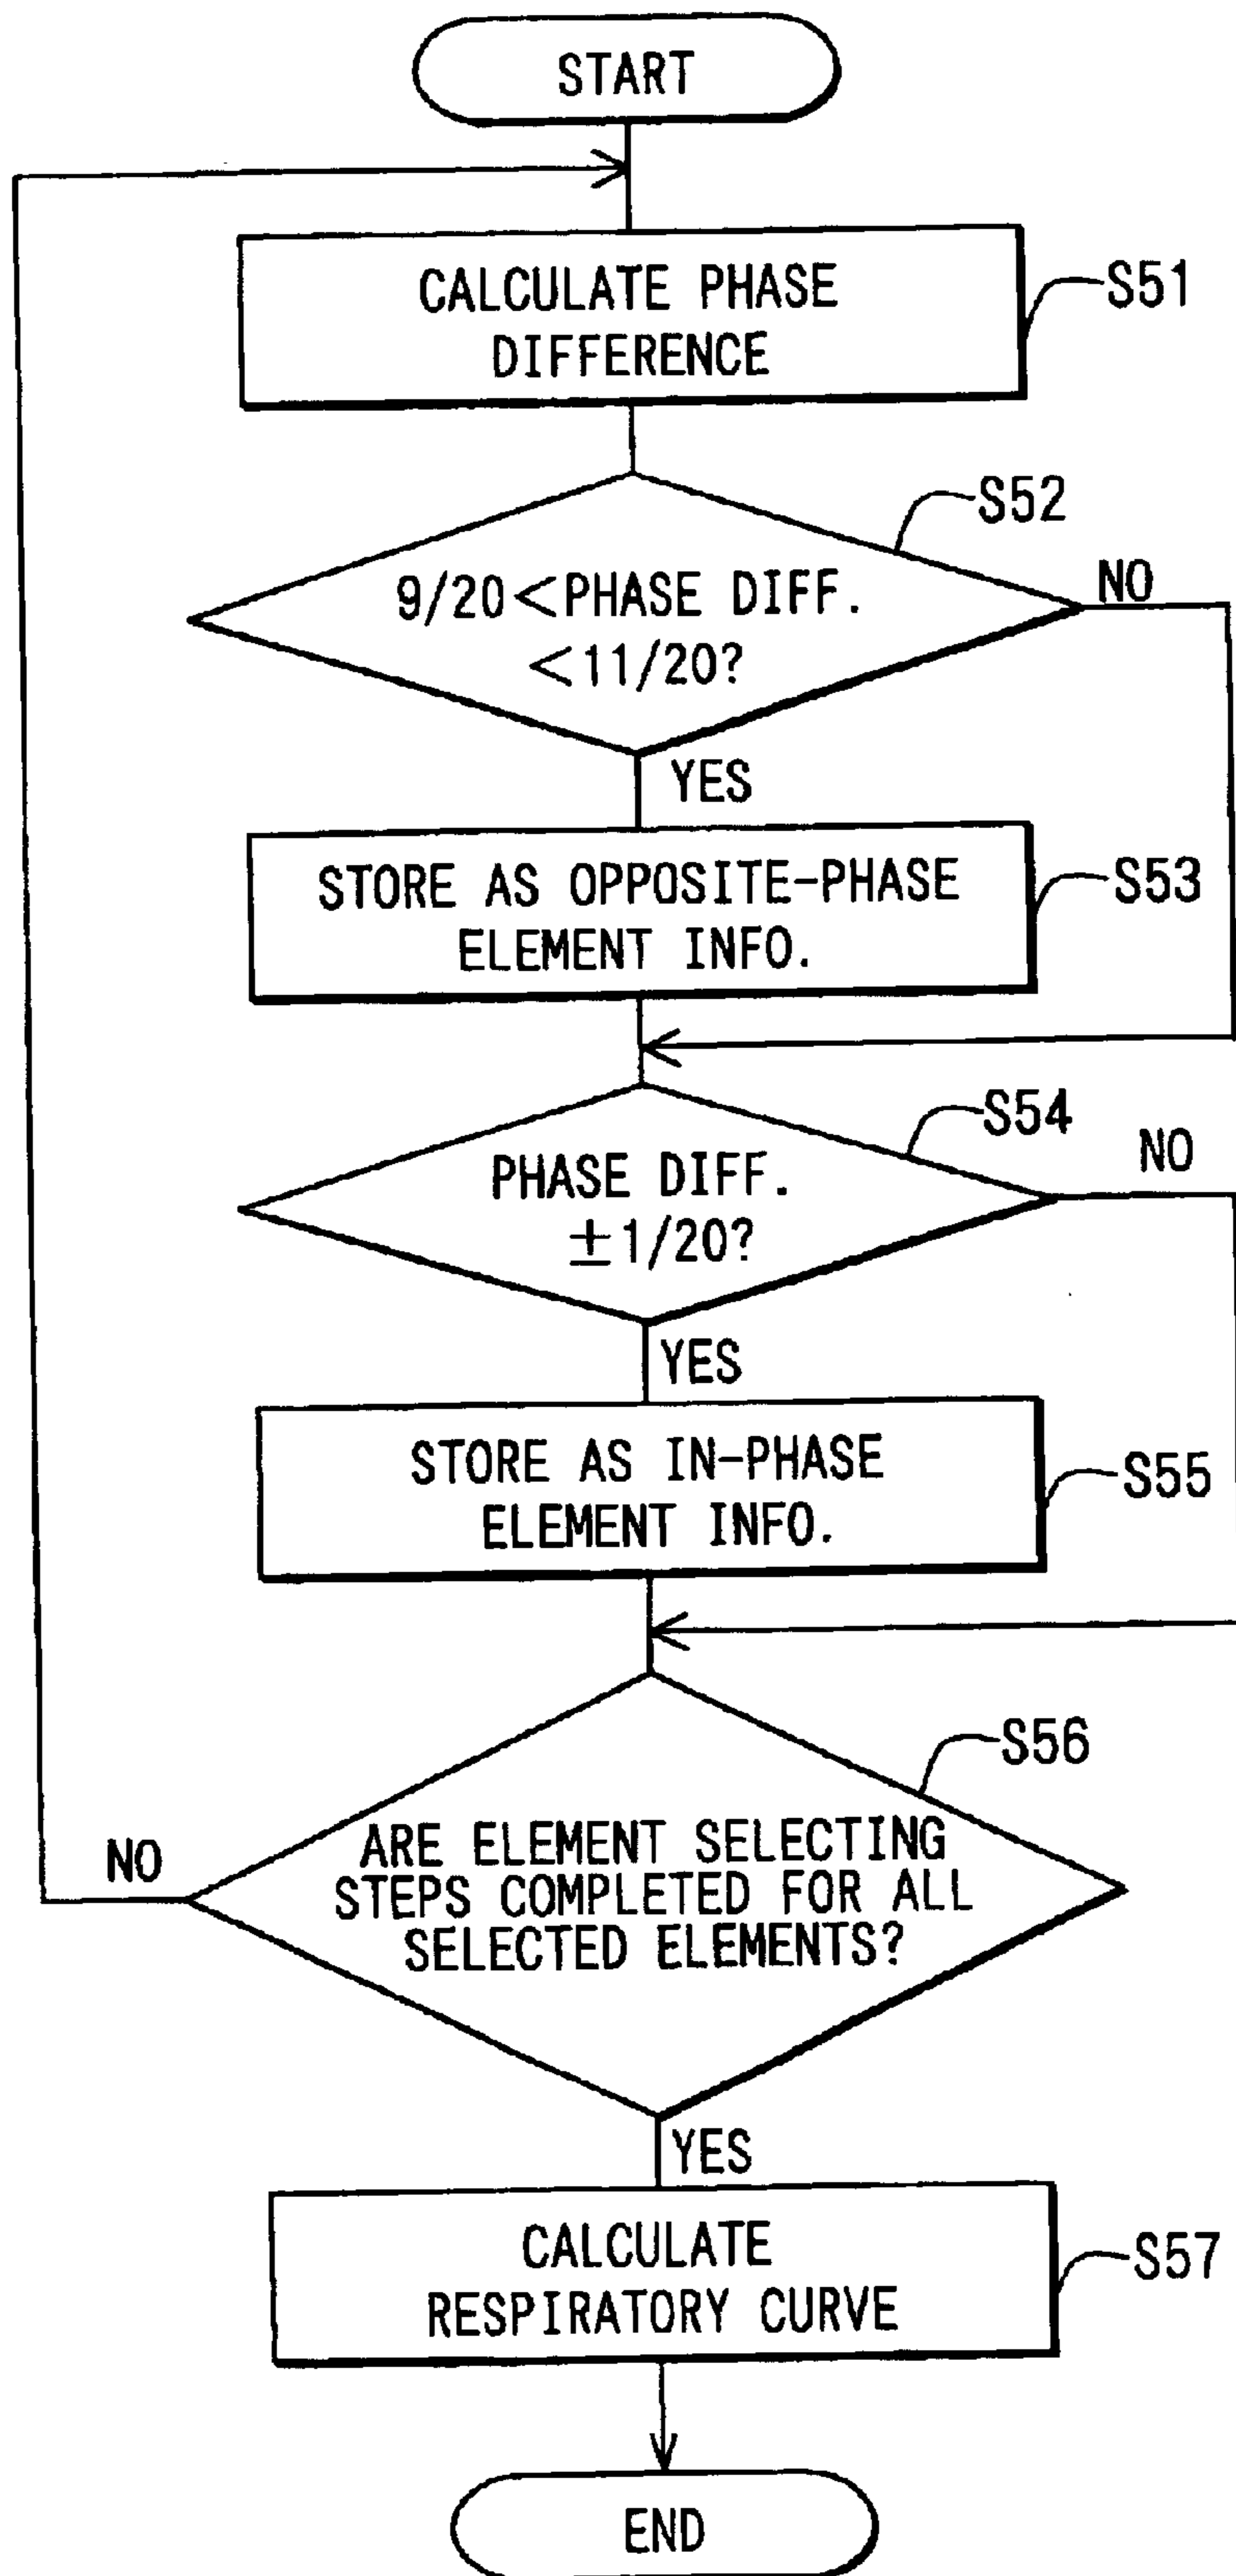 START
CALCULATE PHASE
DIFFERENCE
S51
S52
9/20<PHASE DIFF.
<11/20?
NO
YES
STORE AS OPPOSITE-PHASE
ELEMENT INFO.
S53
S54
PHASE DIFF.
±1/20?
NO
YES
STORE AS IN-PHASE
ELEMENT INFO.
S55
S56
ARE ELEMENT SELECTING
STEPS COMPLETED FOR ALL
SELECTED ELEMENTS?
NO
YES
CALCULATE
RESPIRATORY CURVE
S57
END